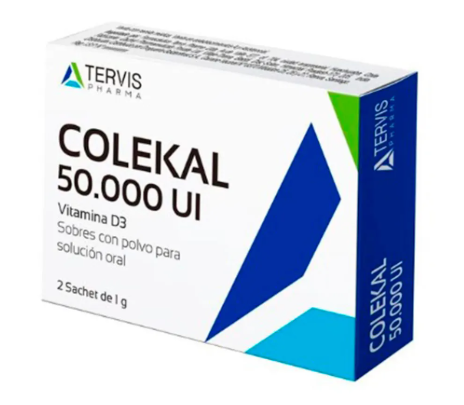 TERVIS
PHARMA
COLEKAL
50.000 UI
Vitamina D3
Sobres con polvo para
solución oral
2 Sachet de 1 g
TERVIS
PHARMA
COLEKAL
50.000 UI